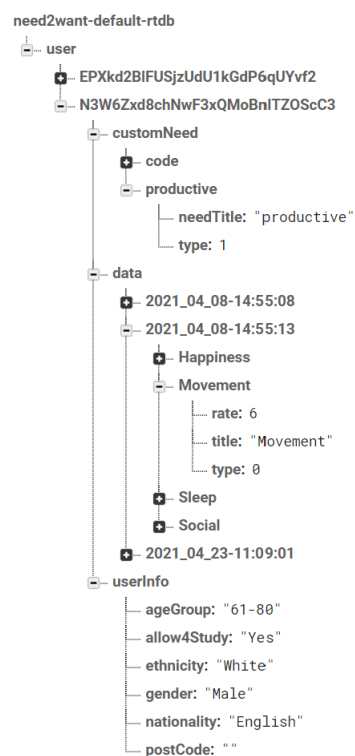 need2want-default-rtdb
user
EPXkd2BIFUSjzUdU1kGdP6qUYvf2
N3W6Zxd8chNwF3xQMoBnITZOScC3
customNeed
code
productive
needTitle: "productive"
type: 1
data
2021_04_08-14:55:08
2021_04_08-14:55:13
Happiness
Movement
rate: 6
title: "Movement"
type: 0
Sleep
Social
2021_04_23-11:09:01
userInfo
ageGroup: "61-80"
allow4Study: "Yes"
ethnicity: "White"
gender: "Male"
nationality: "English"
postCode: ""